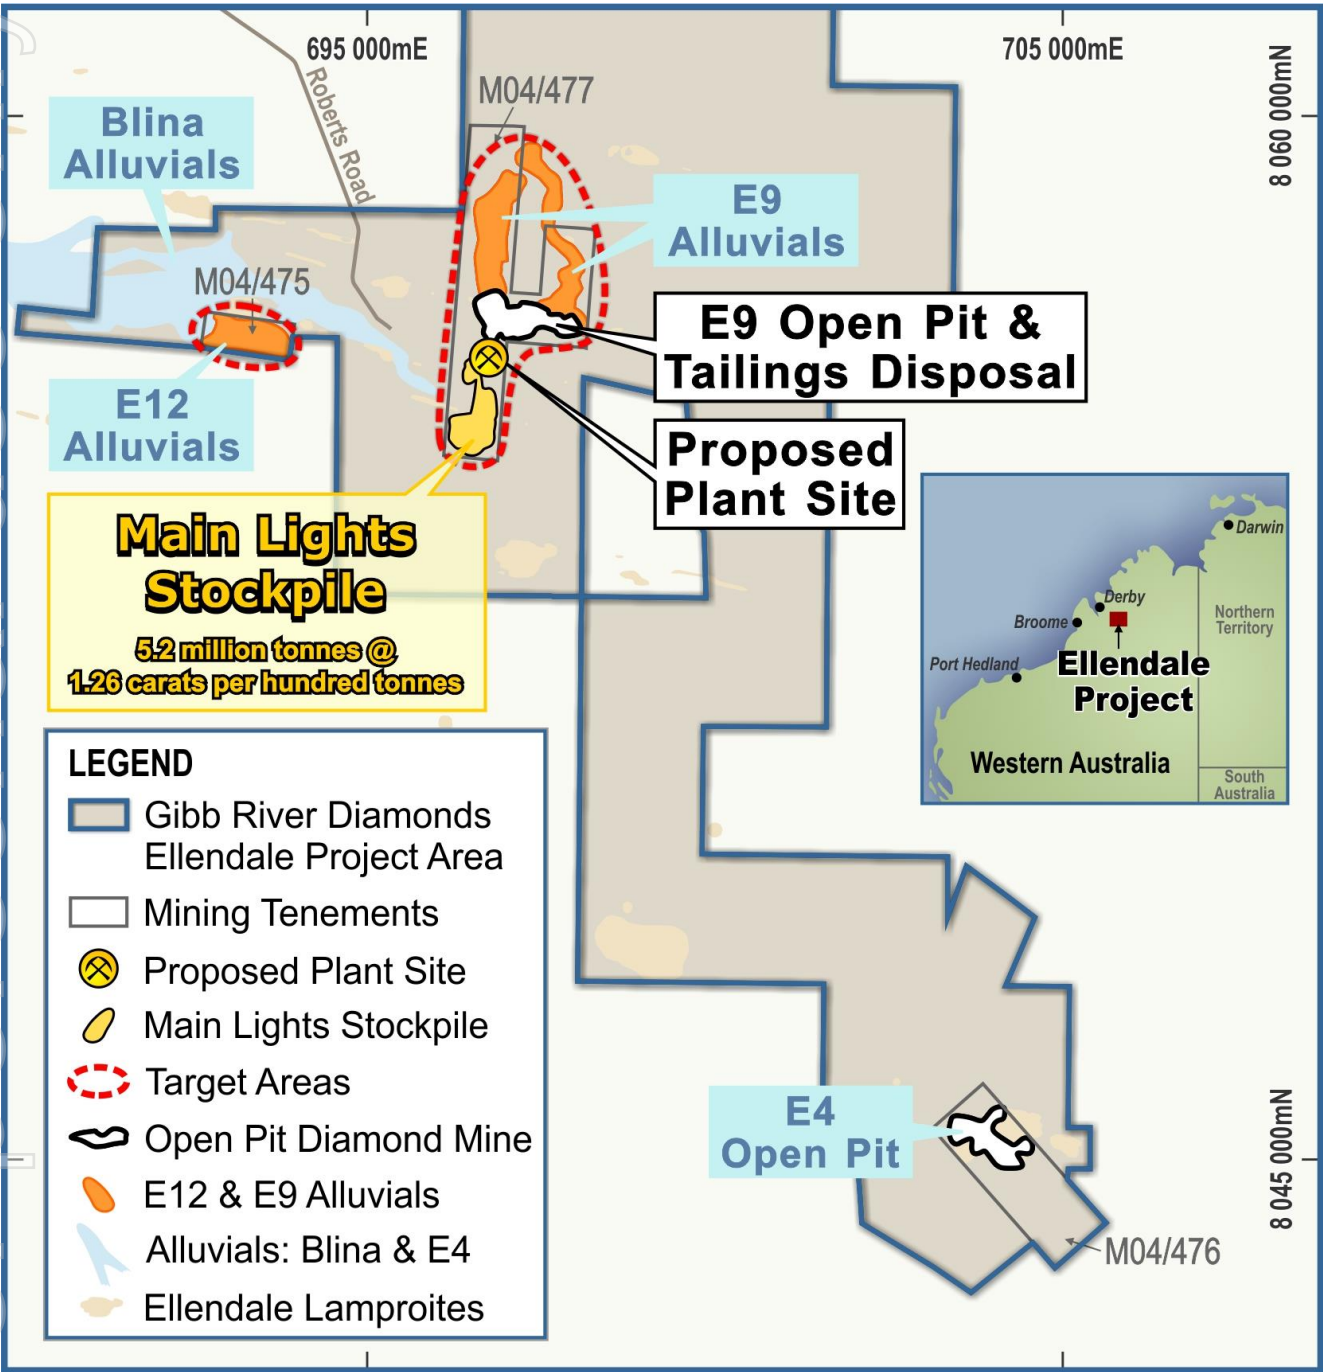 695 000mE
705 000mE
8 060 000mN
Roberts Road
M04/477
Blina
Alluvials
E9
Alluvials
M04/475
E9 Open Pit &
Tailings Disposal
E12
Alluvials
Proposed
Plant Site
Main Lights
Stockpile
5.2 million tonnes @
1.26 carats per hundred tonnes
Darwin
Derby
Broome
Northern
Territory
Port Hedland
Ellendale
Project
Western Australia
South
Australia
LEGEND
Gibb River Diamonds
Ellendale Project Area
Mining Tenements
Proposed Plant Site
Main Lights Stockpile
Target Areas
Open Pit Diamond Mine
E12 & E9 Alluvials
Alluvials: Blina & E4
Ellendale Lamproites
E4
Open Pit
8 045 000mN
M04/476